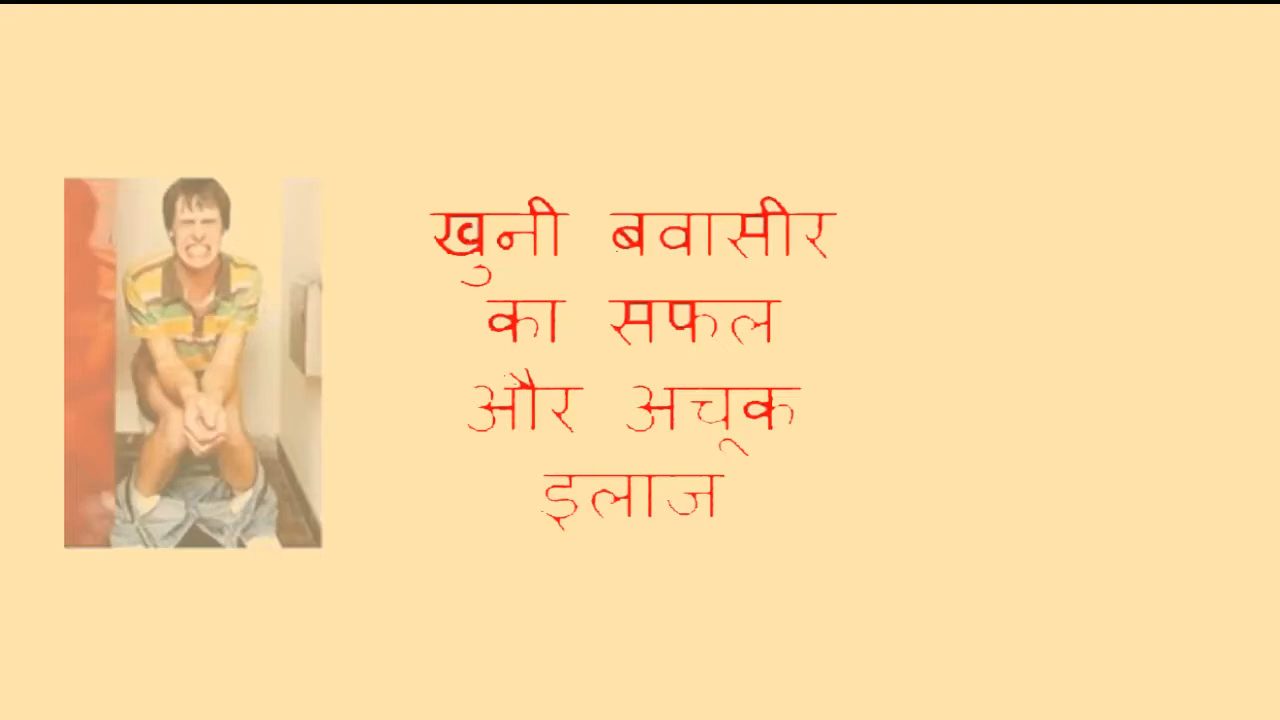 खुनी बवासीर
का सफल
और अचूक
इलाज